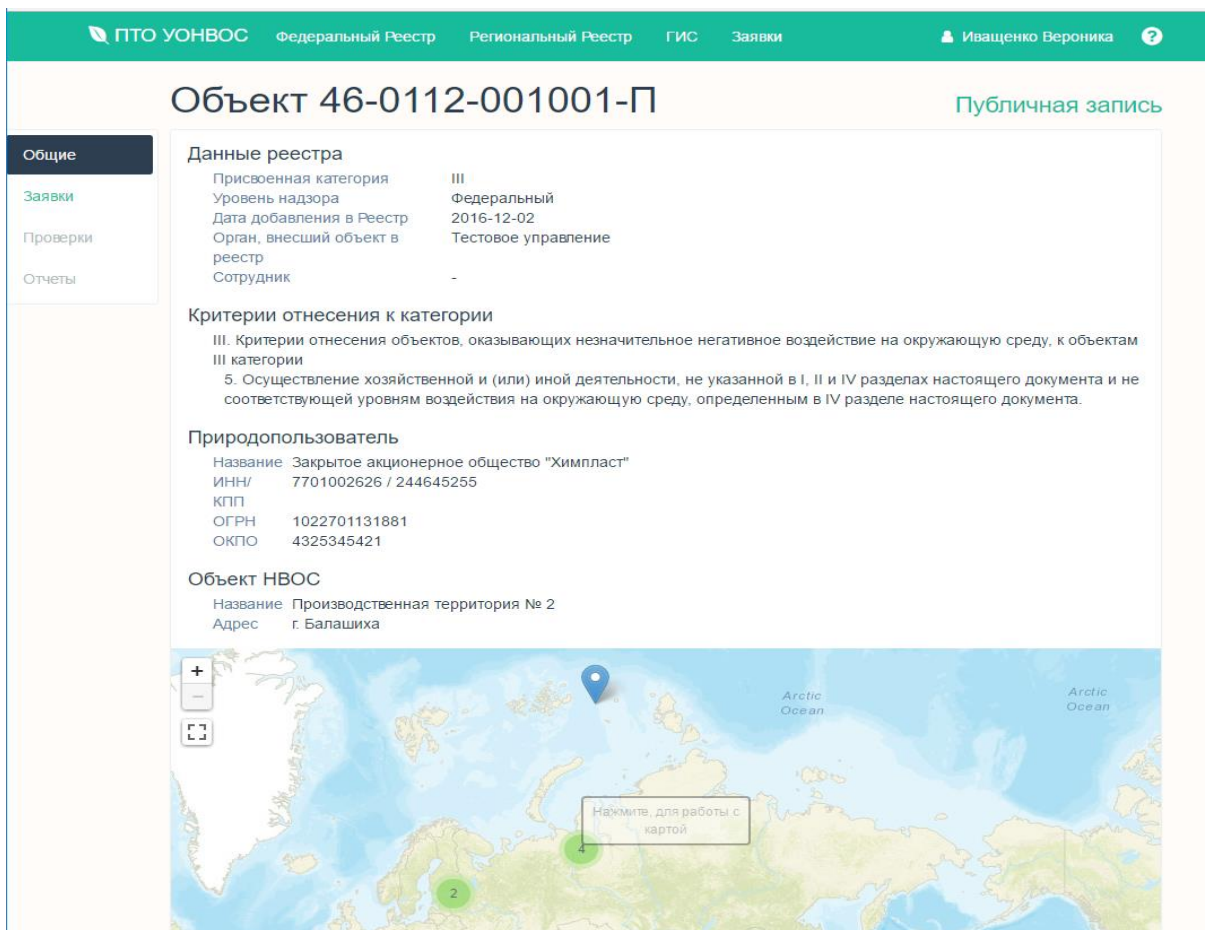 ПТО УОНВОС Федеральный Реестр Региональный Реестр ГИС Заявки Иващенко Вероника ?
Объект 46-0112-001001-П
Публичная запись
Общие
Заявки
Проверки
Отчеты
Данные реестра
Присвоенная категория III
Уровень надзора Федеральный
Дата добавления в Реестр 2016-12-02
Орган, внесший объект в Тестовое управление
реестр
Сотрудник -
Критерии отнесения к категории
III. Критерии отнесения объектов, оказывающих незначительное негативное воздействие на окружающую среду, к объектам
III категории
5. Осуществление хозяйственной и (или) иной деятельности, не указанной в I, II и IV разделах настоящего документа и не
соответствующей уровням воздействия на окружающую среду, определенным в IV разделе настоящего документа.
Природопользователь
Название Закрытое акционерное общество "Химпласт"
ИНН/ 7701002626 / 244645255
КПП
ОГРН 1022701131881
ОКПО 4325345421
Объект НВОС
Название Производственная территория № 2
Адрес г. Балашиха
+
−
Arctic
Ocean
Arctic
Ocean
Нажмите, для работы с
картой
4
2